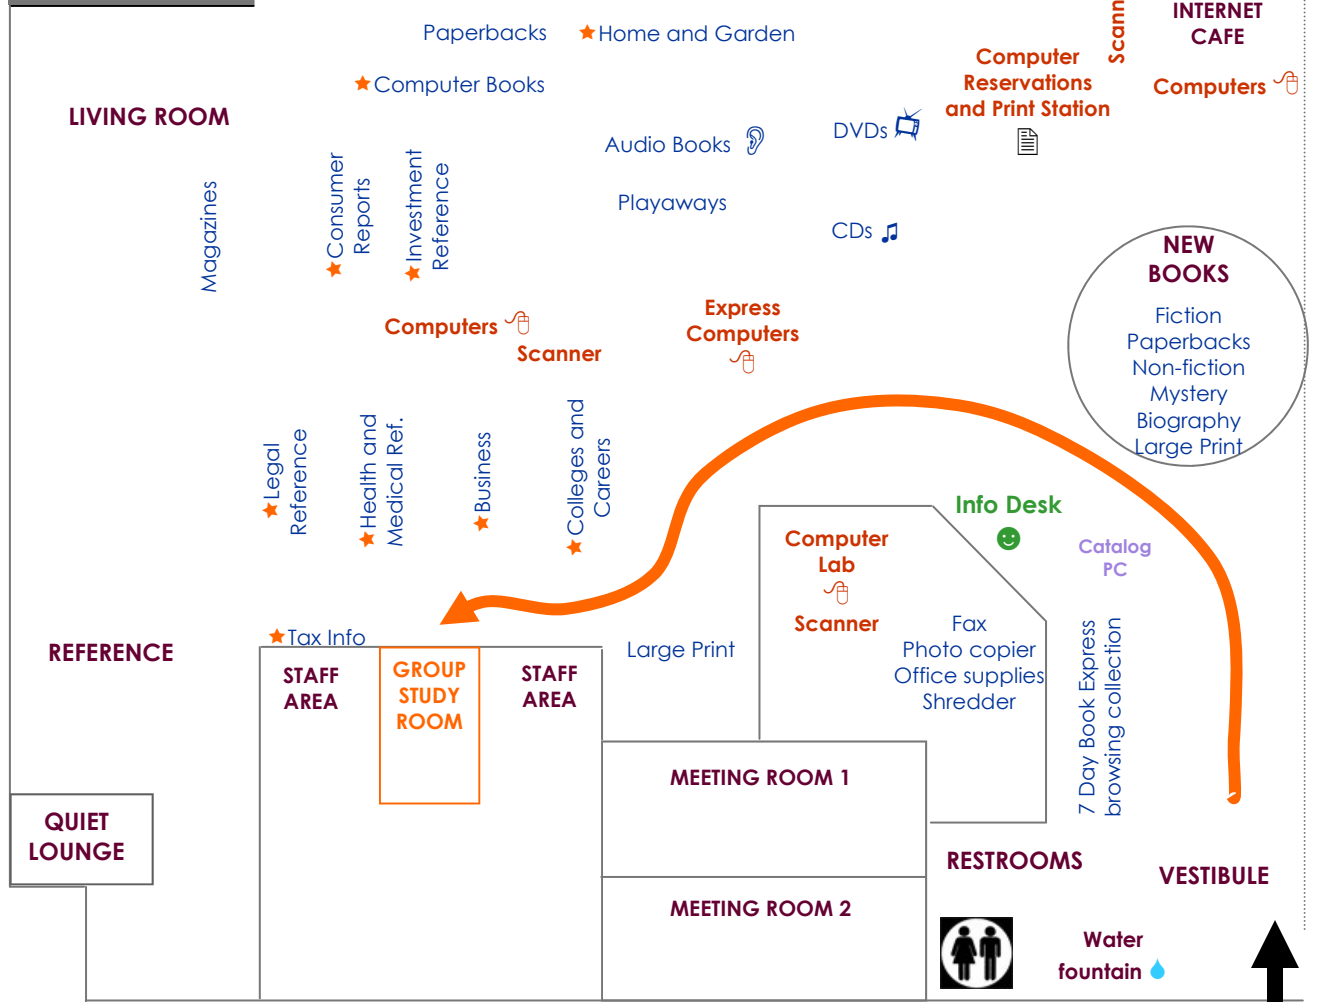 INTERNET
CAFE
Paperbacks
Home and Garden
Computer
Reservations
and Print Station
Computer Books
Computers
LIVING ROOM
Audio Books
DVDs
Magazines
Consumer
Reports
Investment
Reference
Playaways
CDs
NEW
BOOKS
Fiction
Paperbacks
Non-fiction
Mystery
Biography
Large Print
Computers
Scanner
Express
Computers
Legal
Reference
Health and
Medical Ref.
Business
Colleges and
Careers
Info Desk
Catalog
PC
Computer
Lab
Scanner
Fax
Photo copier
Office supplies
Shredder
7 Day Book Express
browsing collection
Tax Info
REFERENCE
STAFF
AREA
GROUP
STUDY
ROOM
STAFF
AREA
Large Print
MEETING ROOM 1
QUIET
LOUNGE
RESTROOMS
VESTIBULE
MEETING ROOM 2
Water
fountain